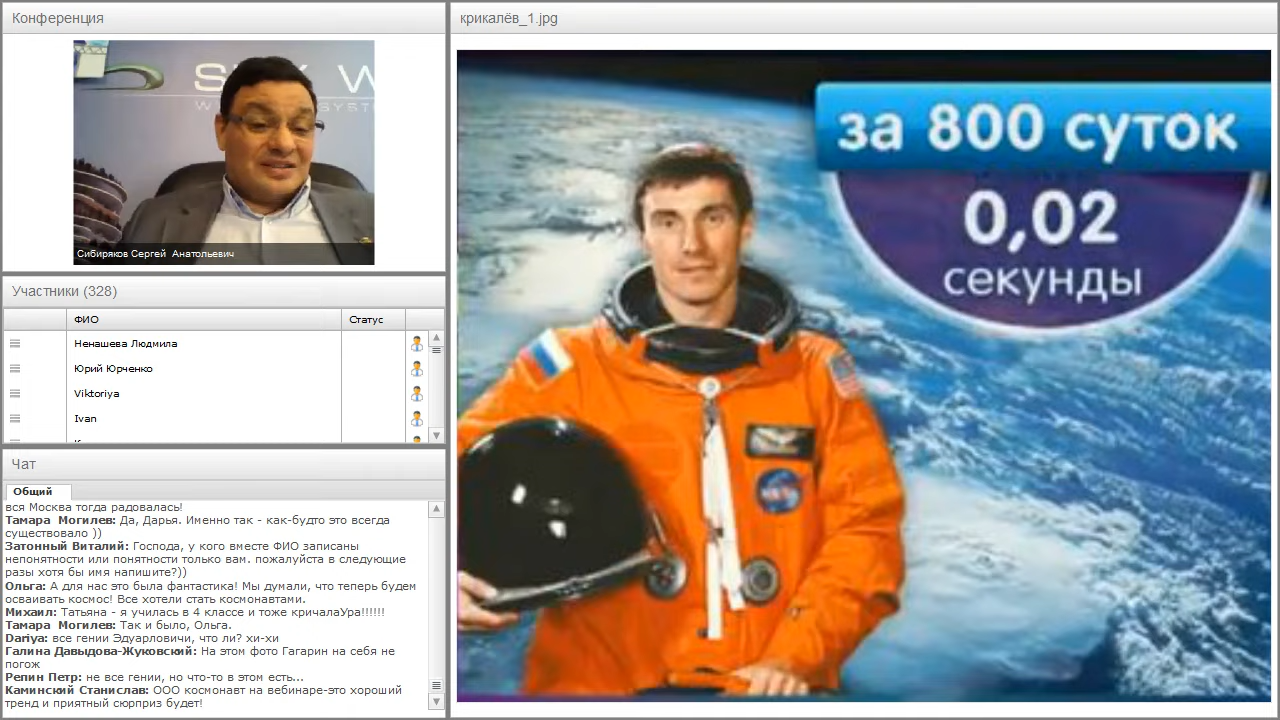 Конференция
Сибиряков Сергей Анатольевич
Участники (328)
ФИО
Статус
Ненашева Людмила
Юрий Юрченко
Viktoriya
Ivan
Чат
Общий
вся Москва тогда радовалась!
Тамара Могилев: Да, Дарья. Именно так - как-будто это всегда
существовало ))
Затонный Виталий: Господа, у кого вместе ФИО записаны
непонятности или понятности только вам. пожалуйста в следующие
разы хотя бы имя напишите?))
Ольга: А для нас это была фантастика! Мы думали, что теперь будем
осваивать космос! Все хотели стать космонавтами.
Михаил: Татьяна - я училась в 4 классе и тоже кричалаУра!!!!!!
Тамара Могилев: Так и было, Ольга.
Dariya: все гении Эдуарловичи, что ли? хи-хи
Галина Давыдова-Жуковский: На этом фото Гагарин на себя не
погож
Репин Петр: не все гении, но что-то в этом есть...
Каминский Станислав: космонавт на вебинаре-это хороший
тренд и приятный сюрприз
крикалёв_1.jpg
за 800 суток
0,02
секунды
NASA